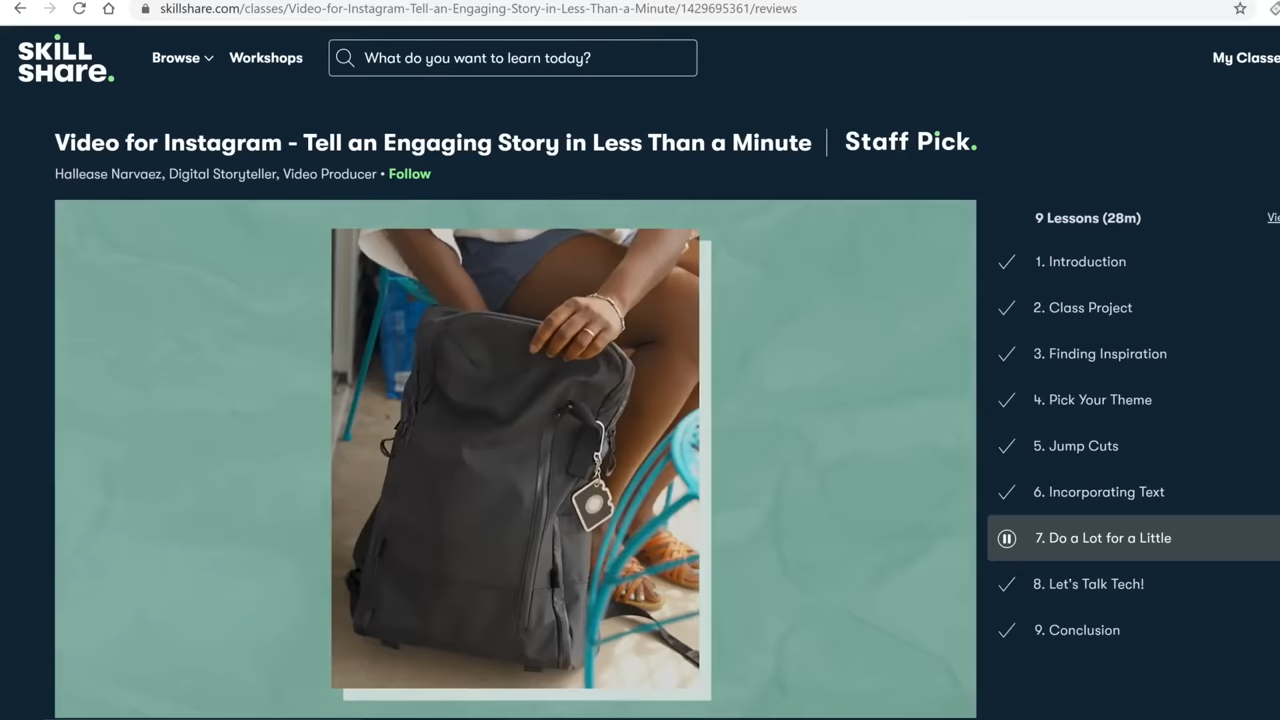 skillshare.com/classes/Video-for-Instagram-Tell-an-Engaging-Story-in-Less-Than-a-Minute/1429695361/reviews
SKILL
SHare.
Browse
Workshops
What do you want to learn today?
My Classe
Video for Instagram - Tell an Engaging Story in Less Than a Minute
Staff Pick.
Hallease Narvaez, Digital Storyteller, Video Producer • Follow
9 Lessons (28m)
Vie
1. Introduction
2. Class Project
3. Finding Inspiration
4. Pick Your Theme
5. Jump Cuts
6. Incorporating Text
7. Do a Lot for a Little
8. Let's Talk Tech!
9. Conclusion